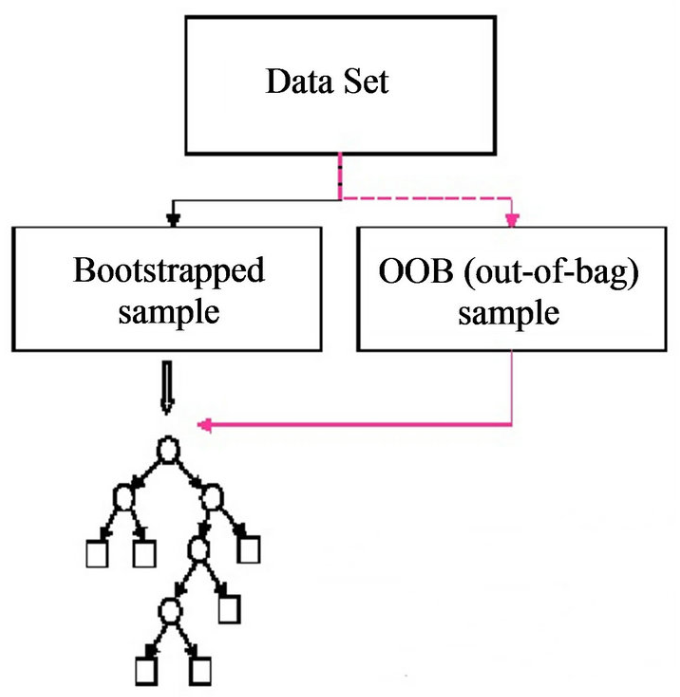 Data Set
Bootstrapped
sample
OOB (out-of-bag)
sample